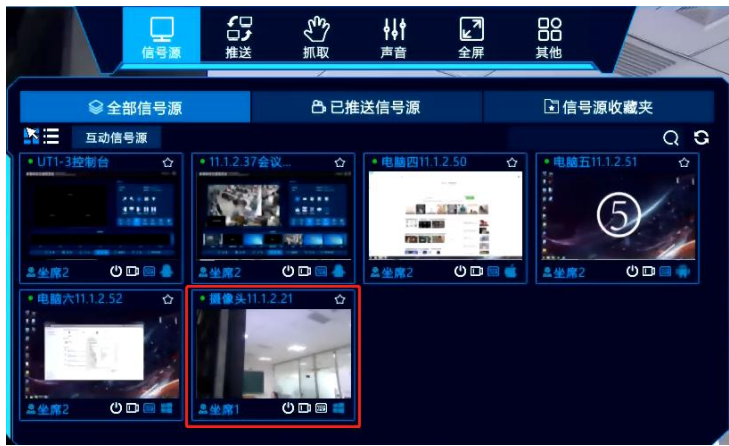 信号源 推送 抓取 声音 全屏 其他
全部信号源 已推送信号源 信号源收藏夹
互动信号源
UT1-3控制台 11.1.2.37会议... 电脑四11.1.2.50 电脑五11.1.2.51
5
坐席2 坐席2 坐席2 坐席2
电脑六11.1.2.52 摄像头11.1.2.21
坐席2 坐席1